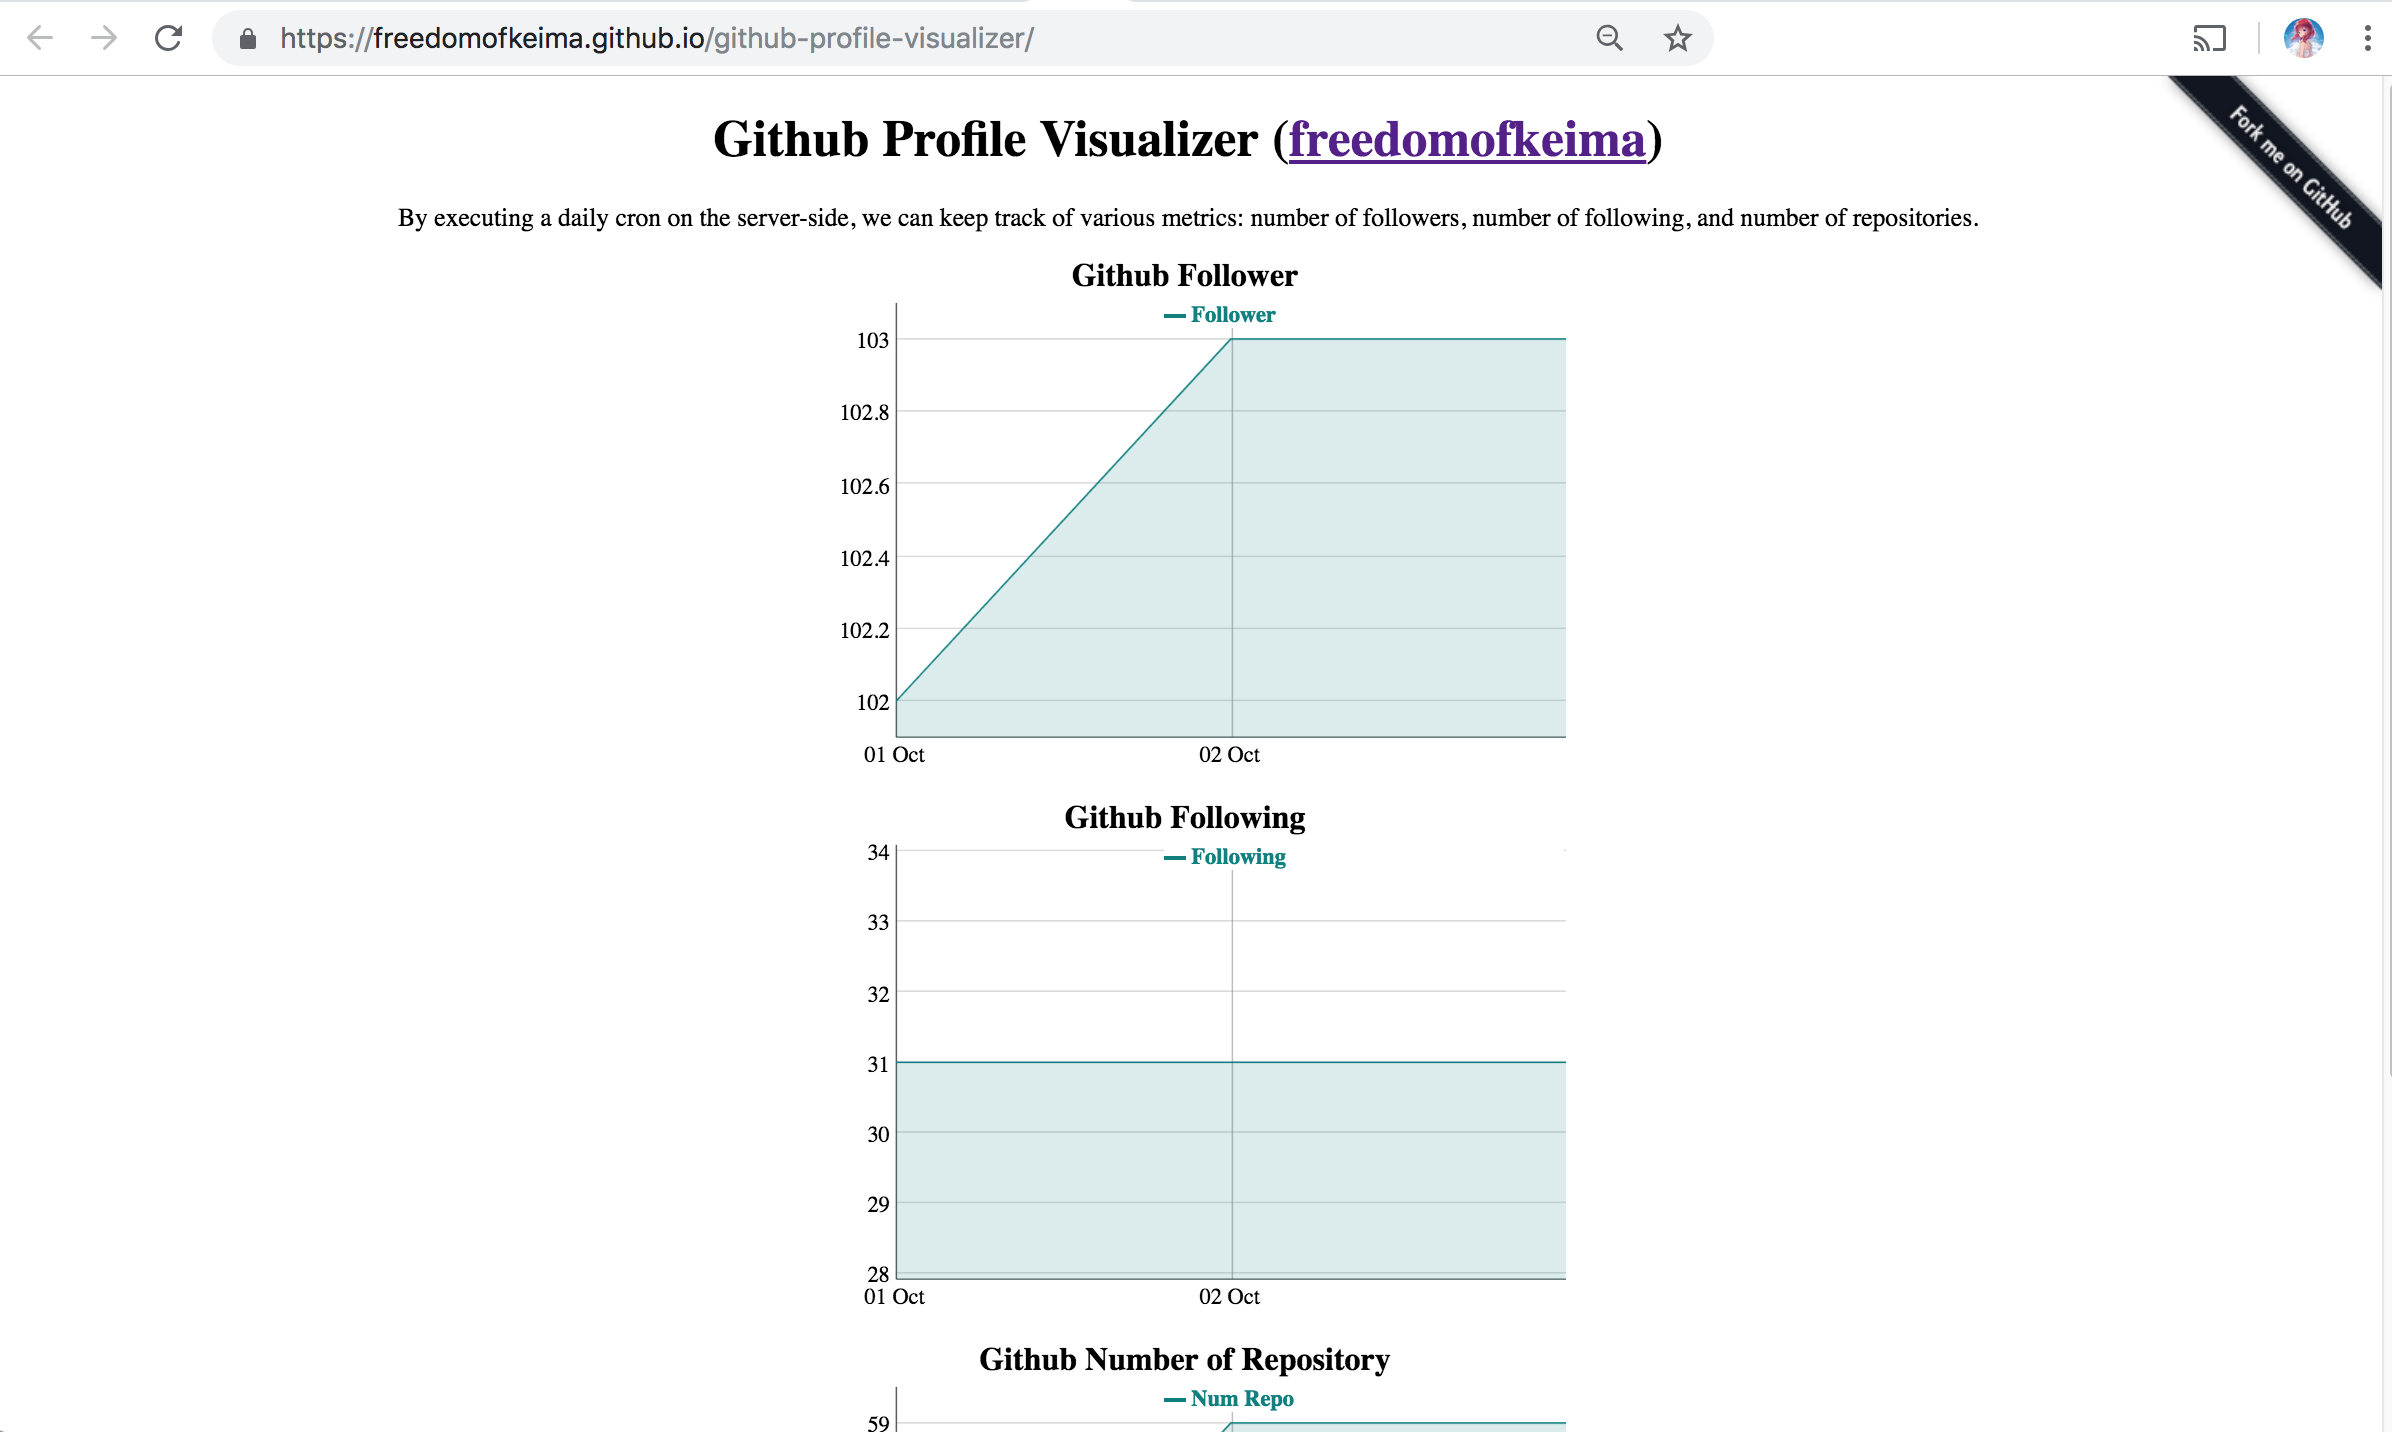 https://freedomofkeima.github.io/github-profile-visualizer/
Fork me on GitHub
Github Profile Visualizer (freedomofkeima)
By executing a daily cron on the server-side, we can keep track of various metrics: number of followers, number of following, and number of repositories.
Github Follower
Follower
103
102.8
102.6
102.4
102.2
102
01 Oct
02 Oct
Github Following
Following
34
33
32
31
30
29
28
01 Oct
02 Oct
Github Number of Repository
Num Repo
59